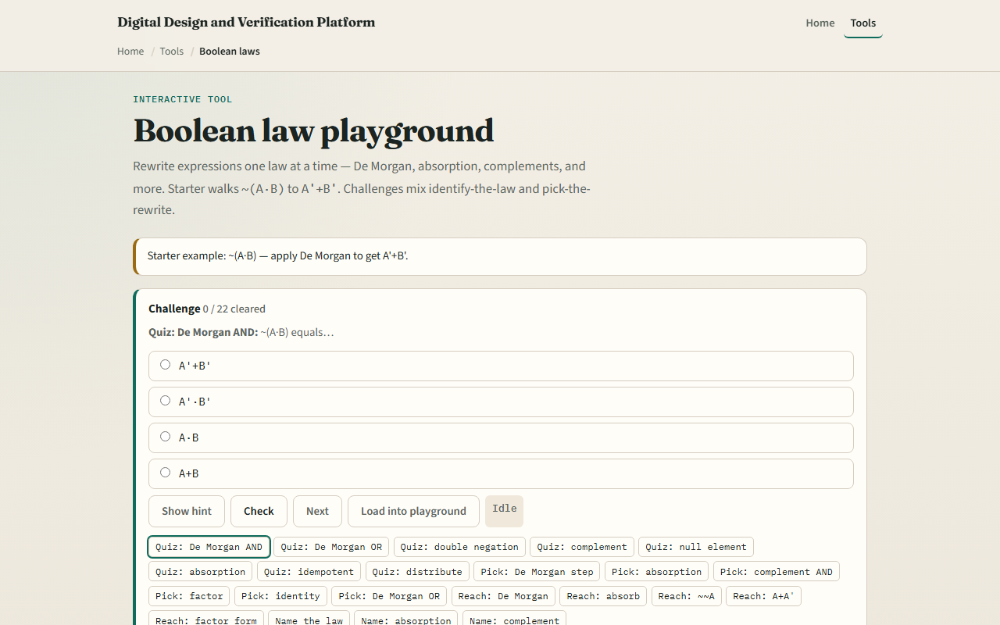 Digital Design and Verification Platform
Home Tools
Home / Tools / Boolean laws
INTERACTIVE TOOL
Boolean law playground
Rewrite expressions one law at a time — De Morgan, absorption, complements, and
more. Starter walks ~(A·B) to A'+B'. Challenges mix identify-the-law and pick-the-
rewrite.
Starter example: ~(A·B) — apply De Morgan to get A'+B'.
Challenge 0 / 22 cleared
Quiz: De Morgan AND: ~(A·B) equals…
A'+B'
A'·B'
A·B
A+B
Show hint Check Next Load into playground Idle
Quiz: De Morgan AND Quiz: De Morgan OR Quiz: double negation Quiz: complement Quiz: null element
Quiz: absorption Quiz: idempotent Quiz: distribute Pick: De Morgan step Pick: absorption Pick: complement AND
Pick: factor Pick: identity Pick: De Morgan OR Reach: De Morgan Reach: absorb Reach: ~~A Reach: A+A'
Reach: factor form Name the law Name: absorption Name: complement